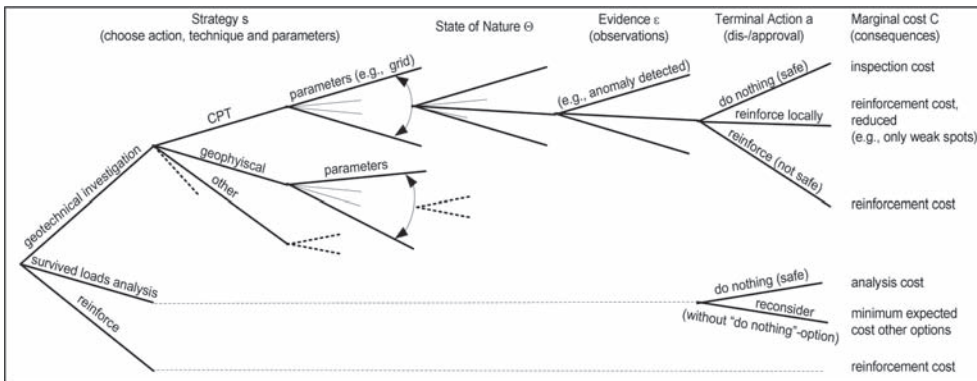 Strategy s
(choose action, technique and parameters)
State of Nature Θ
Evidence ε
(observations)
Terminal Action a
(dis-/approval)
Marginal cost C
(consequences)
geotechnical investigation
CPT
parameters (e.g., grid)
(e.g., anomaly detected)
do nothing (safe)
inspection cost
reinforce locally
reinforcement cost,
reduced
(e.g., only weak spots)
reinforce (not safe)
reinforcement cost
geophyiscal
parameters
other
survived loads analysis
do nothing (safe)
analysis cost
reconsider
(without "do nothing"-option)
minimum expected
cost other options
reinforce
reinforcement cost